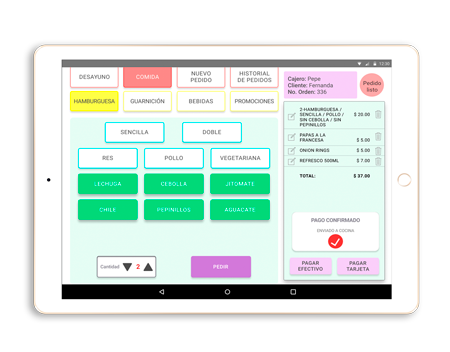 12:30
DESAYUNO
COMIDA
NUEVO
PEDIDO
HISTORIAL
DE PEDIDOS
HAMBURGUESA
GUARNICIÓN
BEBIDAS
PROMOCIONES
SENCILLA
DOBLE
RES
POLLO
VEGETARIANA
LECHUGA
CEBOLLA
JITOMATE
CHILE
PEPINILLOS
AGUACATE
Cantidad
2
PEDIR
Cajero: Pepe
Cliente: Fernanda
No. Orden: 336
Pedido
listo
2-HAMBURGUESA /
SENCILLA / POLLO /
SIN CEBOLLA / SIN
PEPINILLOS
$ 20.00
PAPAS A LA
FRANCESA
$ 5.00
ONION RINGS
$ 5.00
REFRESCO 500ML
$ 7.00
TOTAL:
$ 37.00
PAGO CONFIRMADO
ENVIADO A COCINA
PAGAR
EFECTIVO
PAGAR
TARJETA